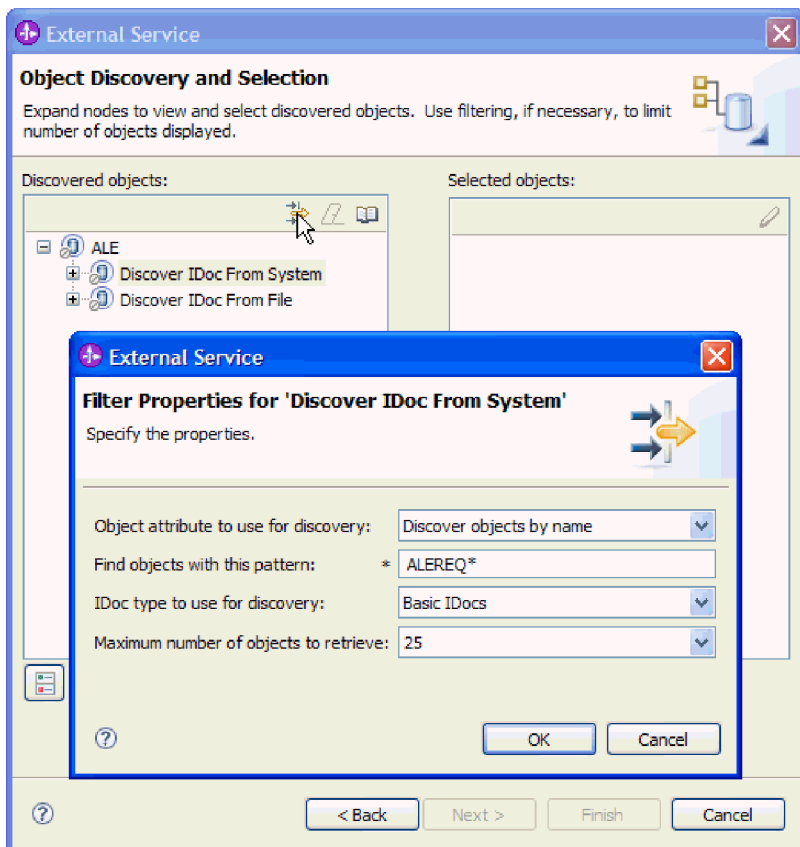 External Service
Object Discovery and Selection
Expand nodes to view and select discovered objects. Use filtering, if necessary, to limit
number of objects displayed.
Discovered objects:
Selected objects:
ALE
Discover IDoc From System
Discover IDoc From File
External Service
Filter Properties for 'Discover IDoc From System'
Specify the properties.
Object attribute to use for discovery: Discover objects by name
Find objects with this pattern: * ALEREQ*
IDoc type to use for discovery: Basic IDocs
Maximum number of objects to retrieve: 25
OK Cancel
< Back Next > Finish Cancel